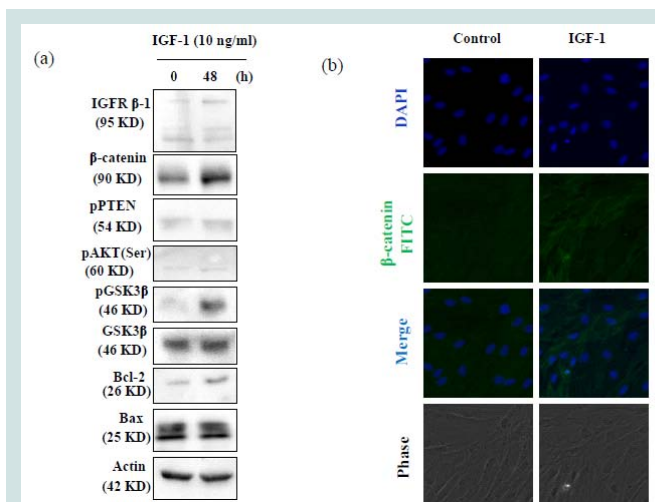 (a)
IGF-1 (10 ng/ml)
0 48 (h)
IGFR β-1
(95 KD)
β-catenin
(90 KD)
pPTEN
(54 KD)
pAKT(Ser)
(60 KD)
pGSK3β
(46 KD)
GSK3β
(46 KD)
Bcl-2
(26 KD)
Bax
(25 KD)
Actin
(42 KD)
(b)
Control IGF-1
DAPI
β-catenin
FITC
Merge
Phase